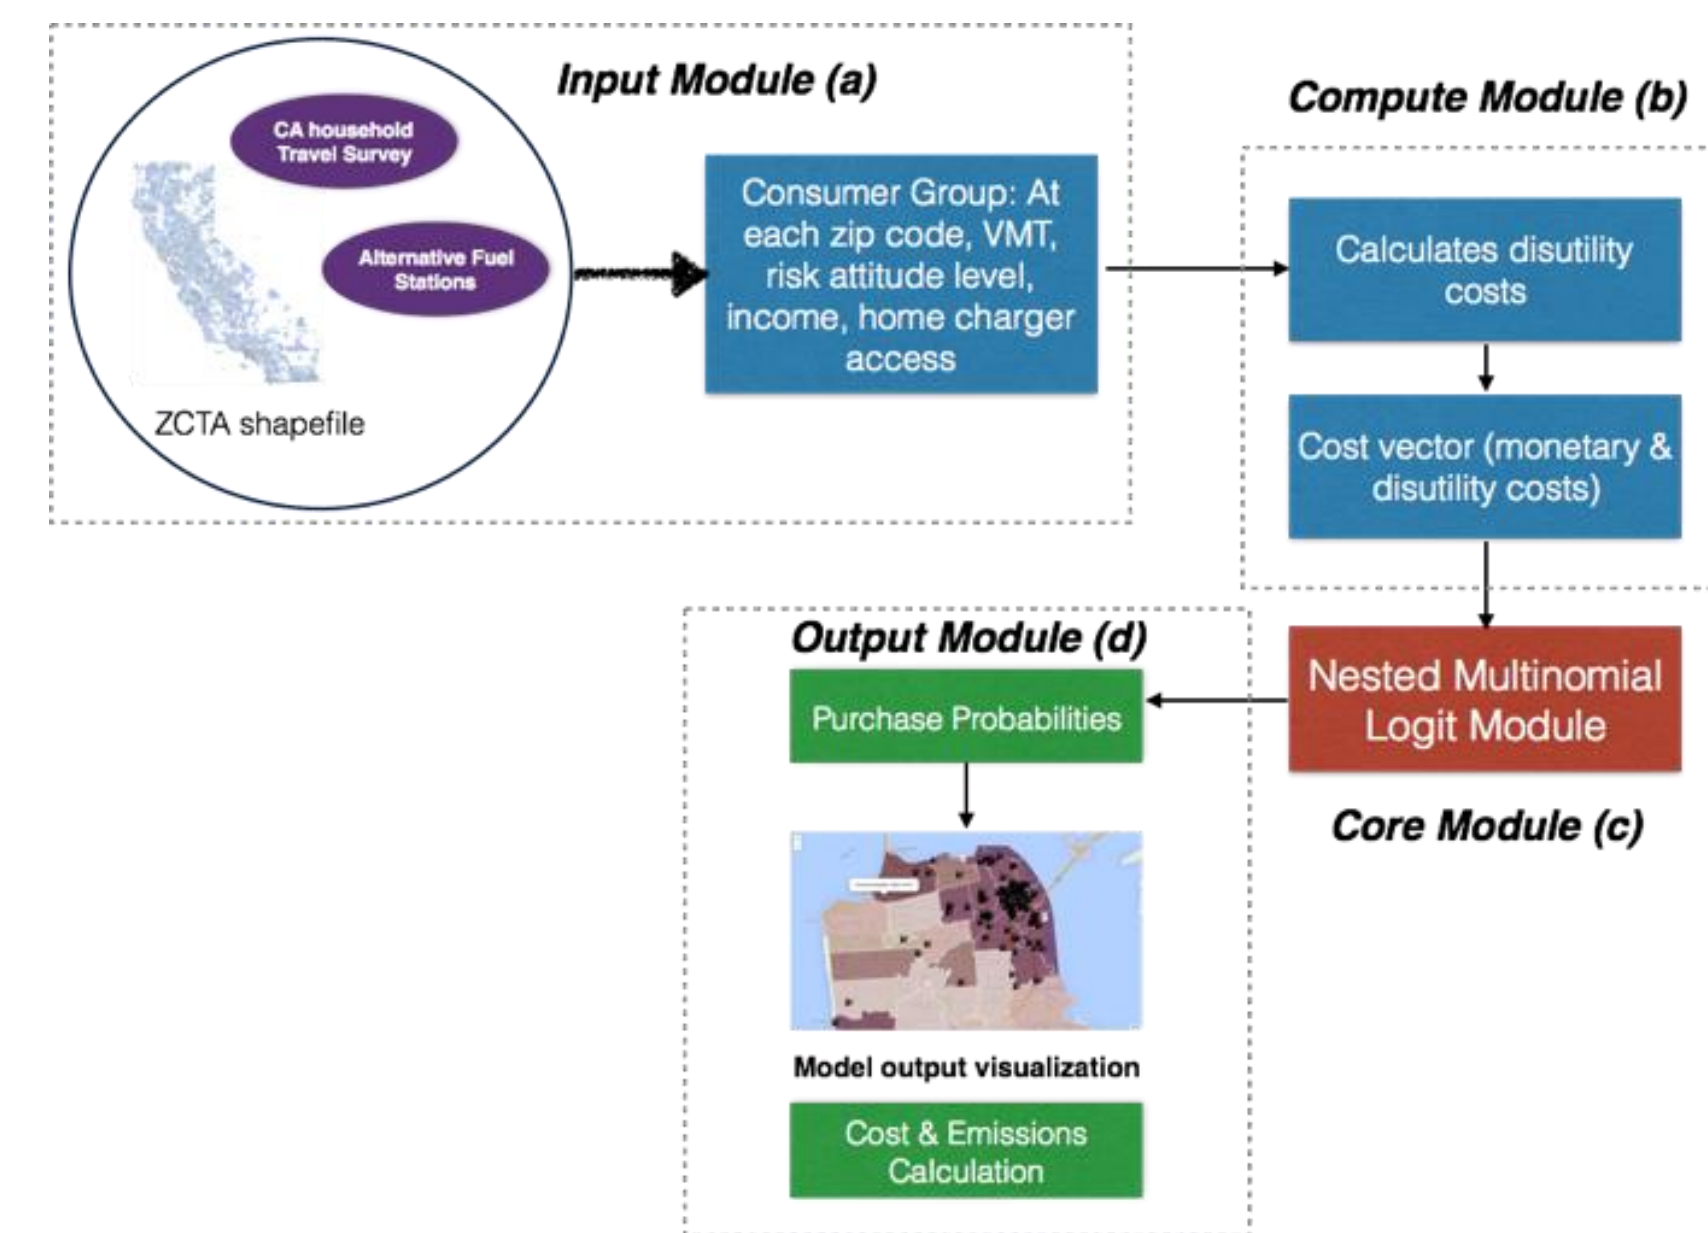 Input Module (a)
CA household
Travel Survey
Alternative Fuel
Stations
ZCTA shapefile
Consumer Group: At
each zip code, VMT,
risk attitude level,
income, home charger
access
Compute Module (b)
Calculates disutility
costs
Cost vector (monetary &
disutility costs)
Nested Multinomial
Logit Module
Core Module (c)
Output Module (d)
Purchase Probabilities
Model output visualization
Cost & Emissions
Calculation